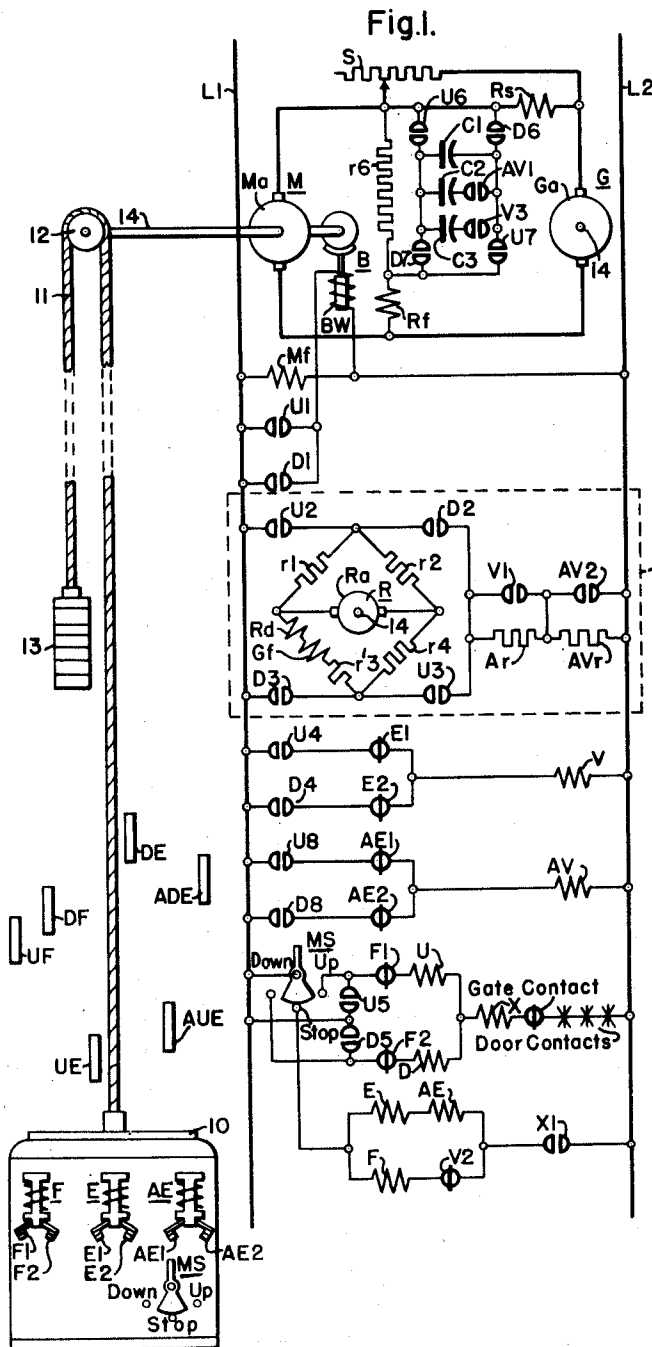 Fig.1.
S
L1
U6
Rs
L2
C1
D6
r6
C2
AV1
Ma
M
Ga
G
12
14
V3
11
D7
C3
U7
14
B
BW
Rf
Mf
U1
D1
U2
D2
r1
r2
V1
AV2
Ra
R
Rd
14
Gf
r'3
r4
Ar
AVr
13
D3
U3
U4
E1
V
D4
E2
DE
U8
AE1
ADE
AV
DF
D8
AE2
UF
MS
Down
Up
F1
U
Gate Contact
X
U5
Stop
AUE
D5
F2
D
Door Contacts
UE
E
AE
X1
10
F
V2
F
E
AE
F1
F2
E1
E2
AE1
AE2
MS
Down
Up
Stop